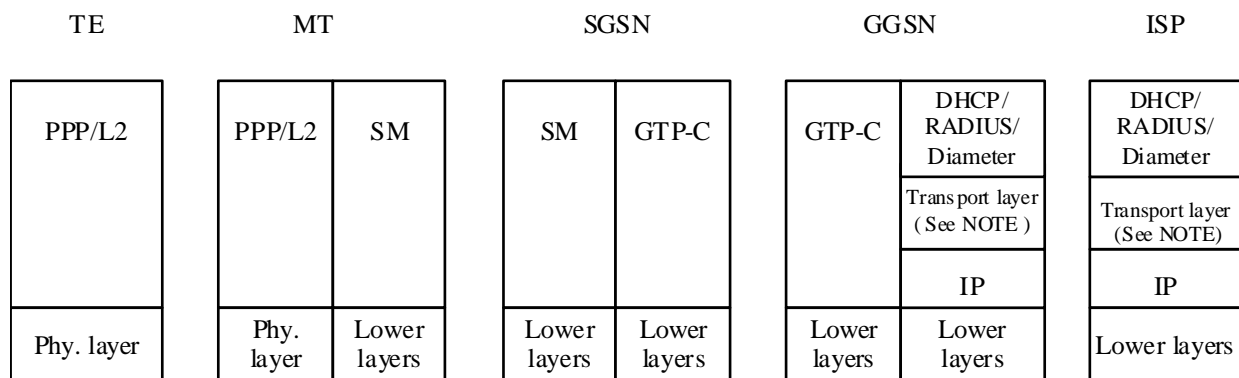 TE
MT
SGSN
GGSN
ISP
PPP/L2
Phy. layer
PPP/L2
SM
Phy.
layer
Lower
layers
SM
GTP-C
Lower
layers
Lower
layers
GTP-C
DHCP/
RADIUS/
Diameter
Transport layer
( See NOTE )
IP
Lower
layers
Lower
layers
DHCP/
RADIUS/
Diameter
Transport layer
(See NOTE)
IP
Lower layers